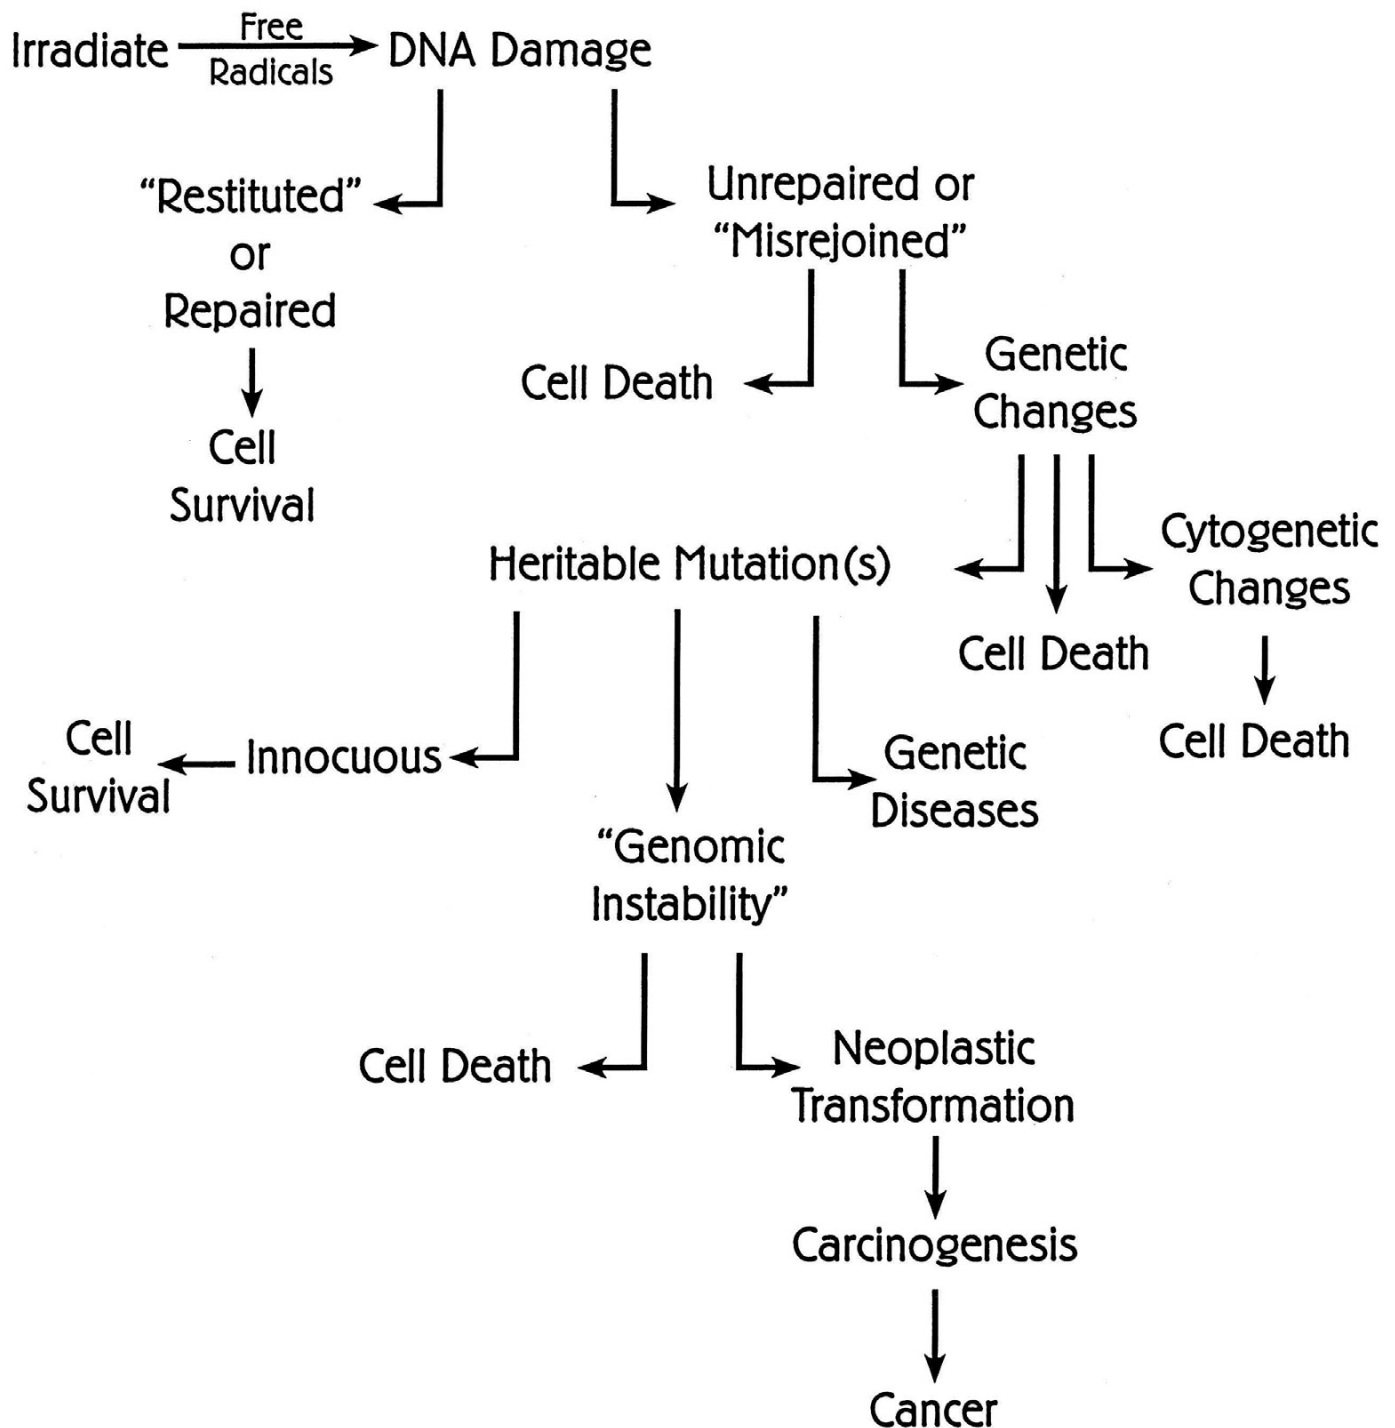 Irradiate
Free
Radicals
DNA Damage
“Restituted”
or
Repaired
Cell
Survival
Unrepaired or
“Misrejoined”
Cell Death
Genetic
Changes
Heritable Mutation(s)
Cell Death
Cytogenetic
Changes
Cell Death
Cell
Survival
Innocuous
“Genomic
Instability”
Genetic
Diseases
Cell Death
Neoplastic
Transformation
Carcinogenesis
Cancer